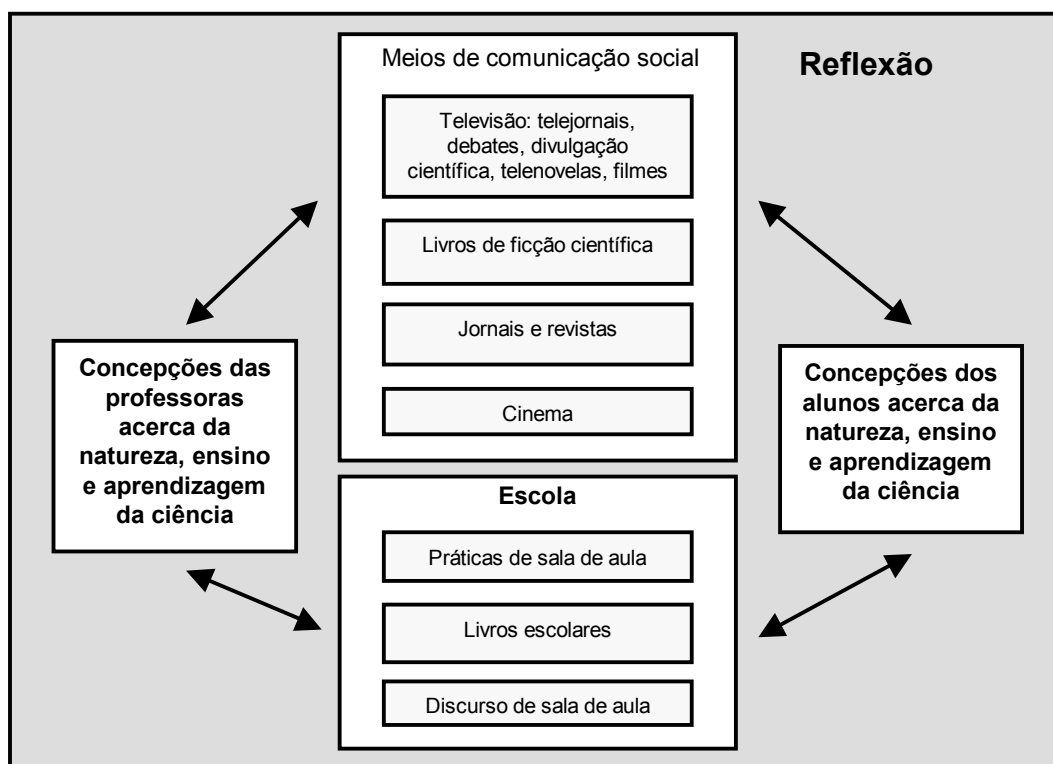 Meios de comunicação social
Reflexão
Televisão: telejornais,
debates, divulgação
científica, telenovelas, filmes
Livros de ficção científica
Jornais e revistas
Cinema
Concepções das
professoras
acerca da
natureza, ensino
e aprendizagem
da ciência
Concepções dos
alunos acerca da
natureza, ensino
e aprendizagem
da ciência
Escola
Práticas de sala de aula
Livros escolares
Discurso de sala de aula